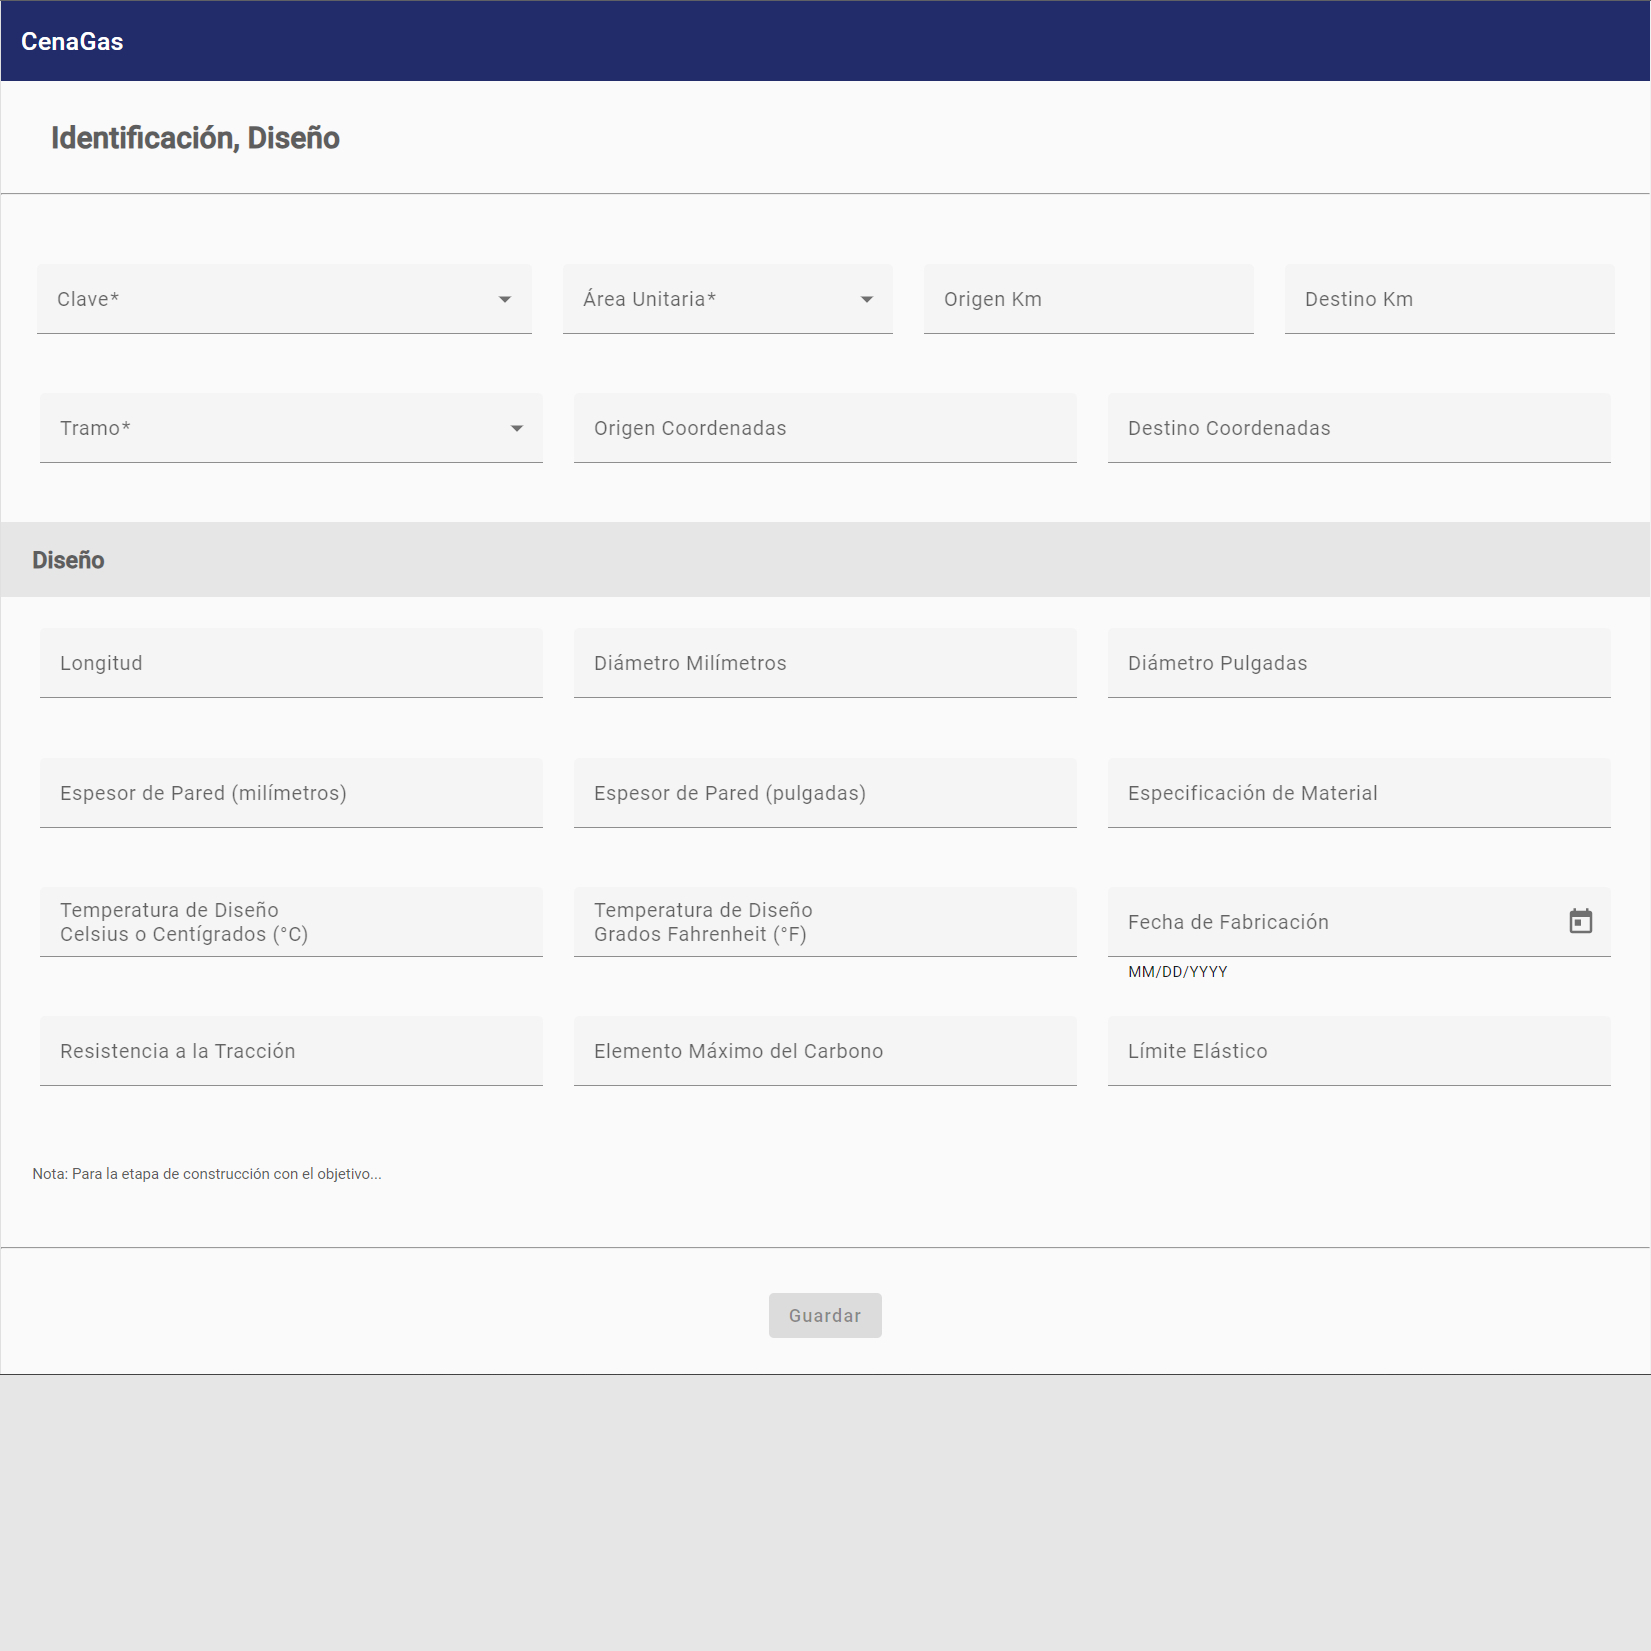 CenaGas
Identificación, Diseño
Clave*
Área Unitaria*
Origen Km
Destino Km
Tramo*
Origen Coordenadas
Destino Coordenadas
Diseño
Longitud
Diámetro Milímetros
Diámetro Pulgadas
Espesor de Pared (milímetros)
Espesor de Pared (pulgadas)
Especificación de Material
Temperatura de Diseño
Celsius o Centígrados (°C)
Temperatura de Diseño
Grados Fahrenheit (°F)
Fecha de Fabricación
MM/DD/YYYY
Resistencia a la Tracción
Elemento Máximo del Carbono
Límite Elástico
Nota: Para la etapa de construcción con el objetivo...
Guardar